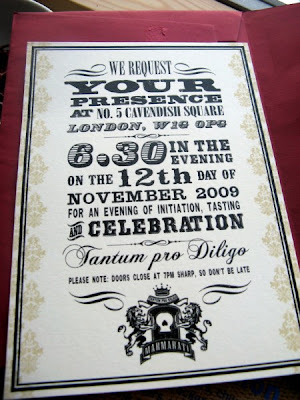 WE REQUEST
YOUR
PRESENCE
AT NO. 5 CAVENDISH SQUARE
LONDON, W1G 0PG
6.30 IN THE
EVENING
ON THE 12th DAY OF
NOVEMBER 2009
FOR AN EVENING OF INITIATION, TASTING
AND CELEBRATION
Tantum pro Diligo
PLEASE NOTE: DOORS CLOSE AT 7PM SHARP, SO DON'T BE LATE
MARMARATI